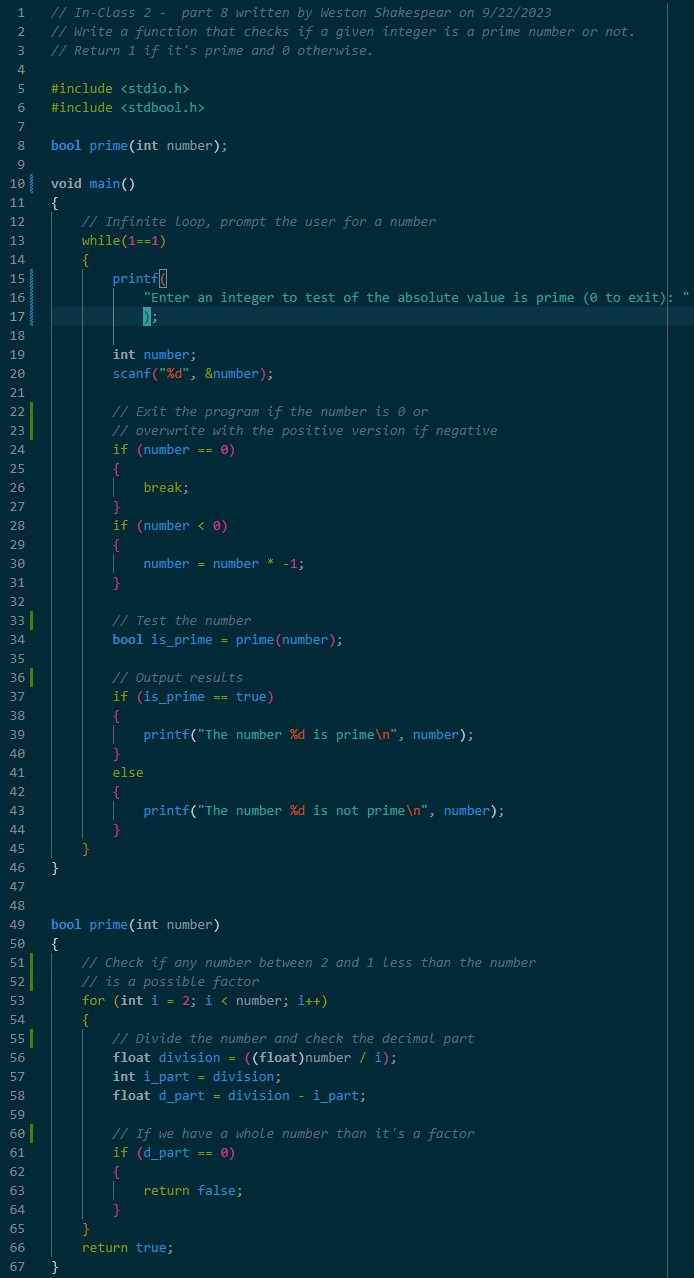 1 // In-Class 2 -  part 8 written by Weston Shakespear on 9/22/2023
2 // Write a function that checks if a given integer is a prime number or not.
3 // Return 1 if it's prime and 0 otherwise.
4
5 #include <stdio.h>
6 #include <stdbool.h>
7
8 bool prime(int number);
9
10 void main()
11 {
12     // Infinite loop, prompt the user for a number
13     while(1==1)
14     {
15         printf(
16             "Enter an integer to test of the absolute value is prime (0 to exit): "
17             );
18
19         int number;
20         scanf("%d", &number);
21
22         // Exit the program if the number is 0 or
23         // overwrite with the positive version if negative
24         if (number == 0)
25         {
26             break;
27         }
28         if (number < 0)
29         {
30             number = number * -1;
31         }
32
33         // Test the number
34         bool is_prime = prime(number);
35
36         // Output results
37         if (is_prime == true)
38         {
39             printf("The number %d is prime\n", number);
40         }
41         else
42         {
43             printf("The number %d is not prime\n", number);
44         }
45     }
46 }
47
48
49 bool prime(int number)
50 {
51     // Check if any number between 2 and 1 less than the number
52     // is a possible factor
53     for (int i = 2; i < number; i++)
54     {
55         // Divide the number and check the decimal part
56         float division = ((float)number / i);
57         int i_part = division;
58         float d_part = division - i_part;
59
60         // If we have a whole number than it's a factor
61         if (d_part == 0)
62         {
63             return false;
64         }
65     }
66     return true;
67 }